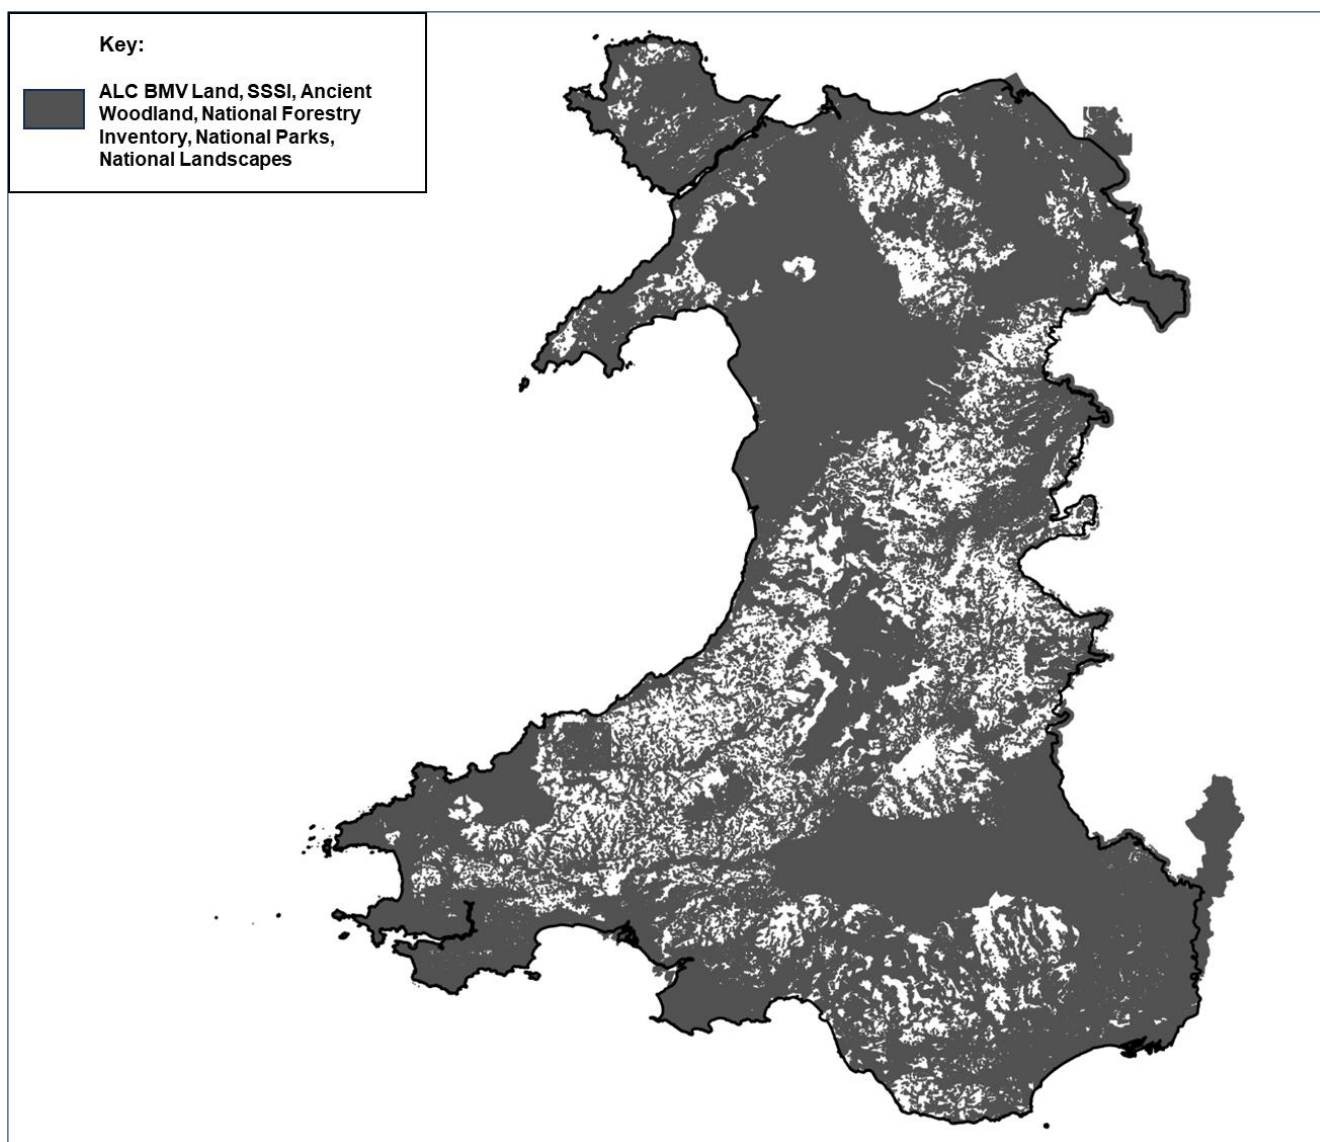 Key:
ALC BMV Land, SSSI, Ancient
Woodland, National Forestry
Inventory, National Parks,
National Landscapes